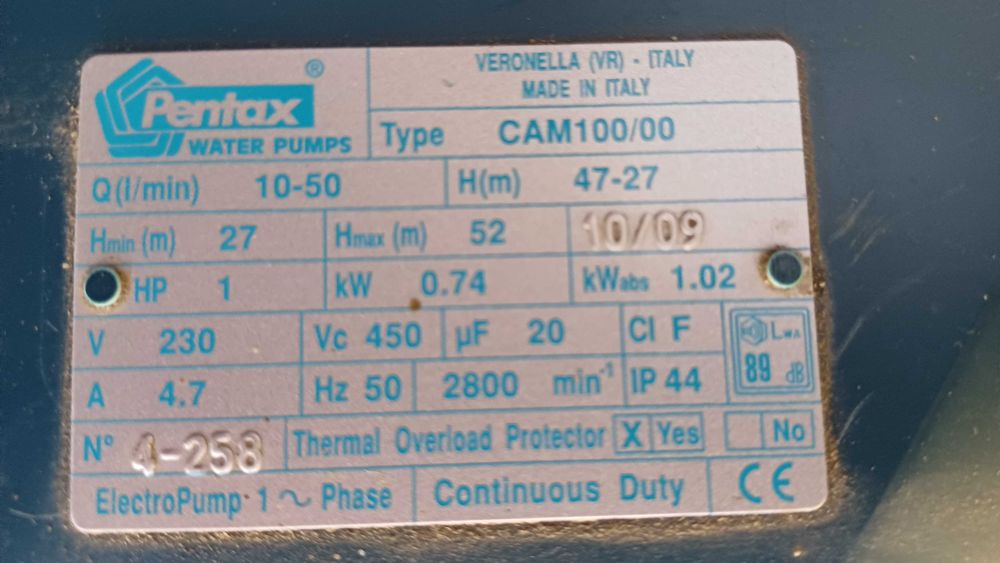 Pentax ®
WATER PUMPS
VERONELLA (VR) - ITALY
MADE IN ITALY
Type CAM100/00
Q(l/min) 10-50 H(m) 47-27
Hmin (m) 27 Hmax (m) 52 10/09
HP 1 kW 0.74 kWabs 1.02
V 230 Vc 450 µF 20 Cl F
LWA
89 dB
A 4.7 Hz 50 2800 min-1 IP 44
N° 4-258 Thermal Overload Protector X Yes No
ElectroPump 1 ~ Phase Continuous Duty CE